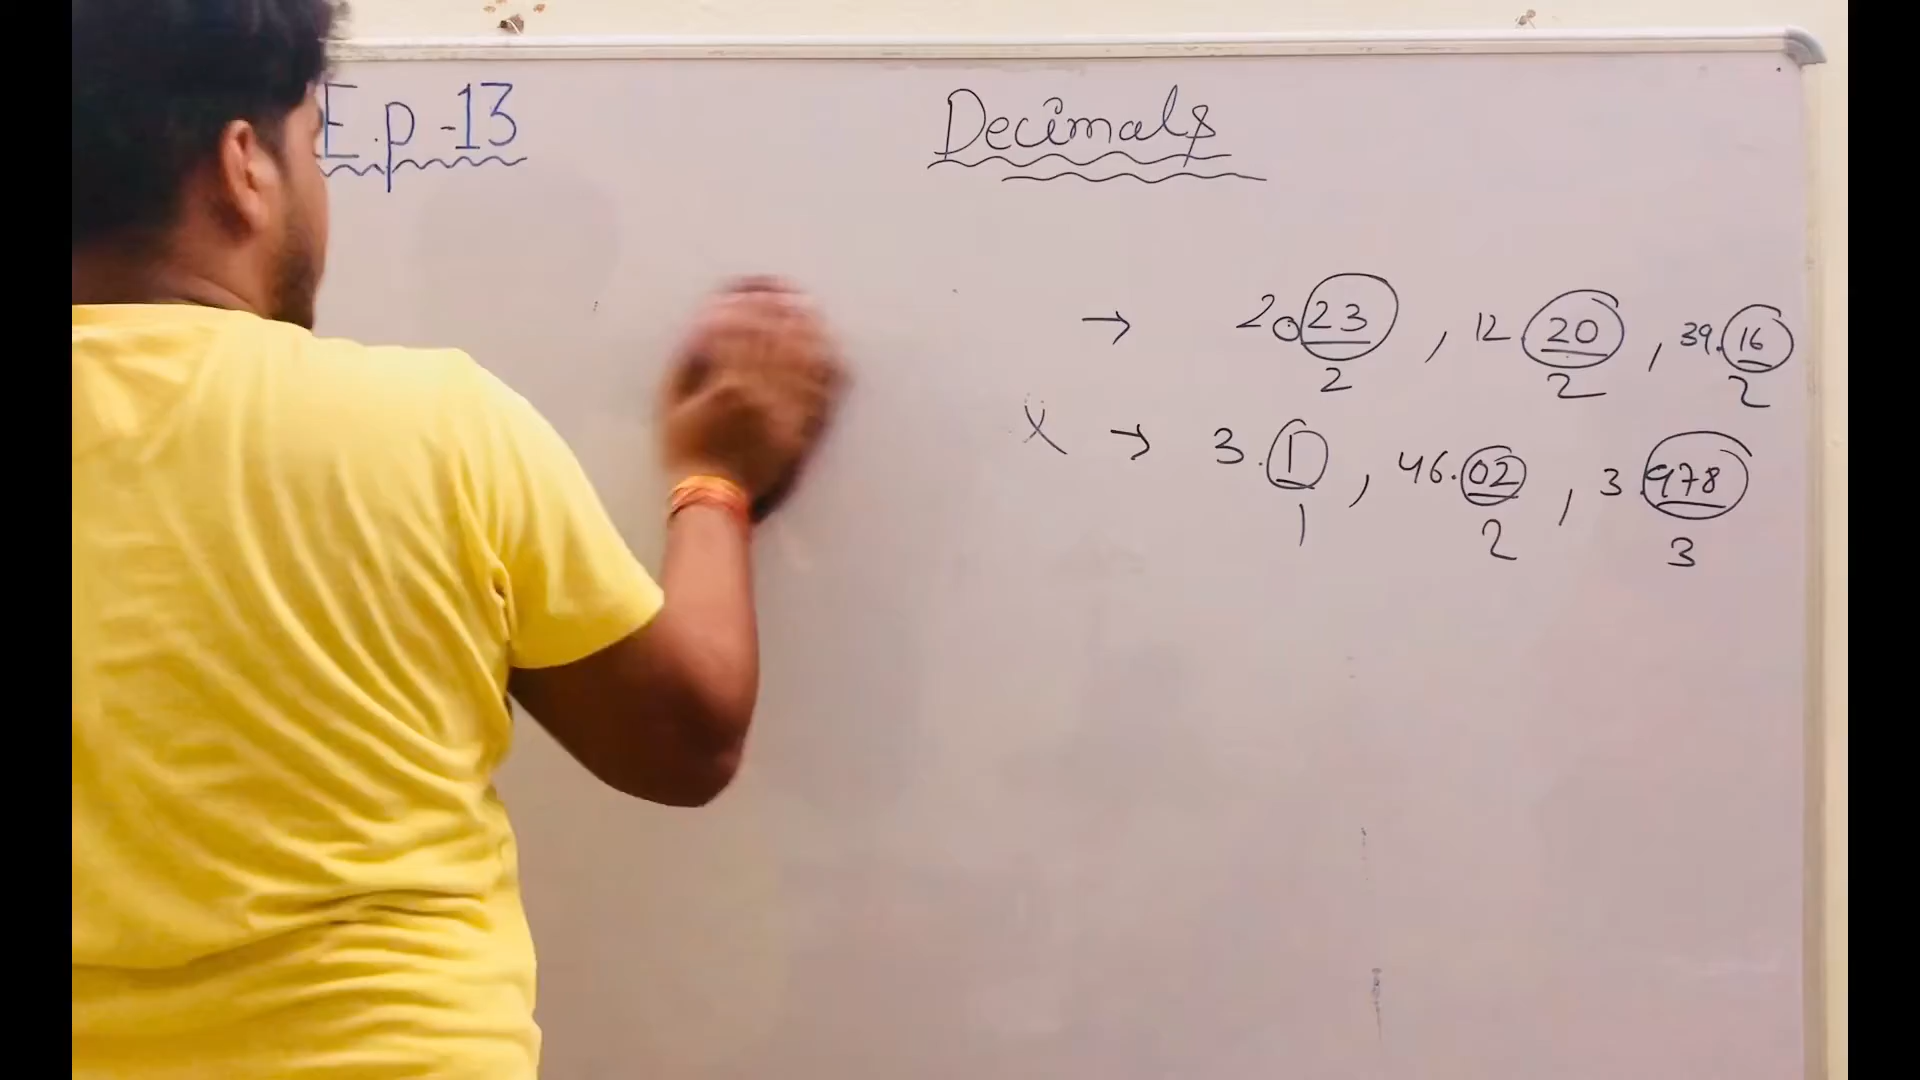 E.p-13
Decimals
→ 2.23, 12.20, 39.16
2 2 2
X → 3.1, 46.02, 3.978
1 2 3